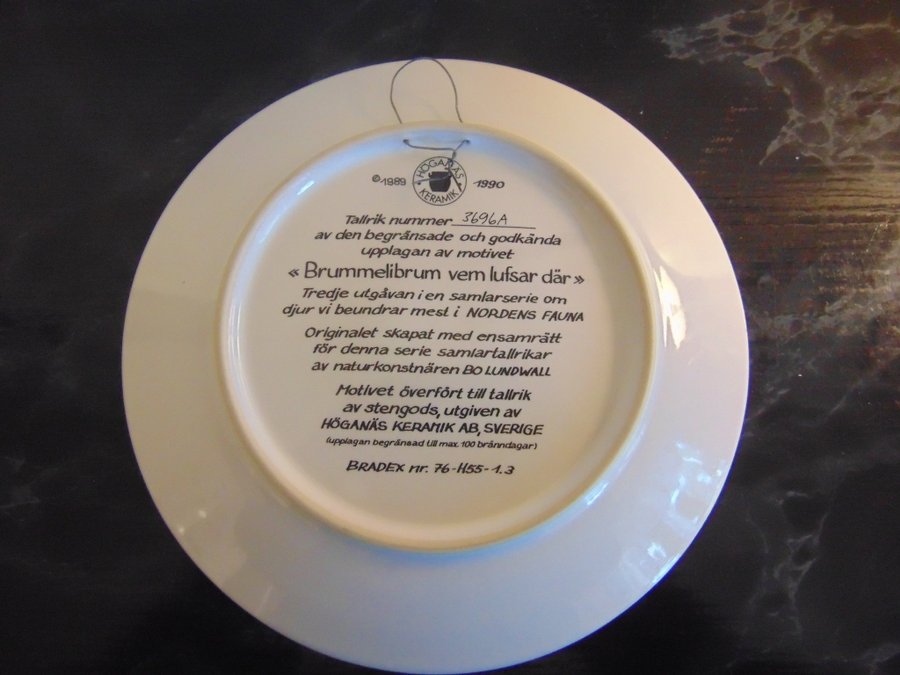 ©1989 HÖGANÄS KERAMIK 1990
Tallrik nummer 3696A
av den begränsade och godkända
upplagan av motivet
« Brummelibrum vem lufsar där »
Tredje utgåvan i en samlarserie om
djur vi beundrar mest i NORDENS FAUNA
Originalet skapat med ensamrätt
för denna serie samlartallrikar
av naturkonstnären BO LUNDWALL
Motivet överfört till tallrik
av stengods, utgiven av
HÖGANÄS KERAMIK AB, SVERIGE
(upplagan begränsad till max. 100 bränndagar)
BRADEX nr. 76-H55-1.3